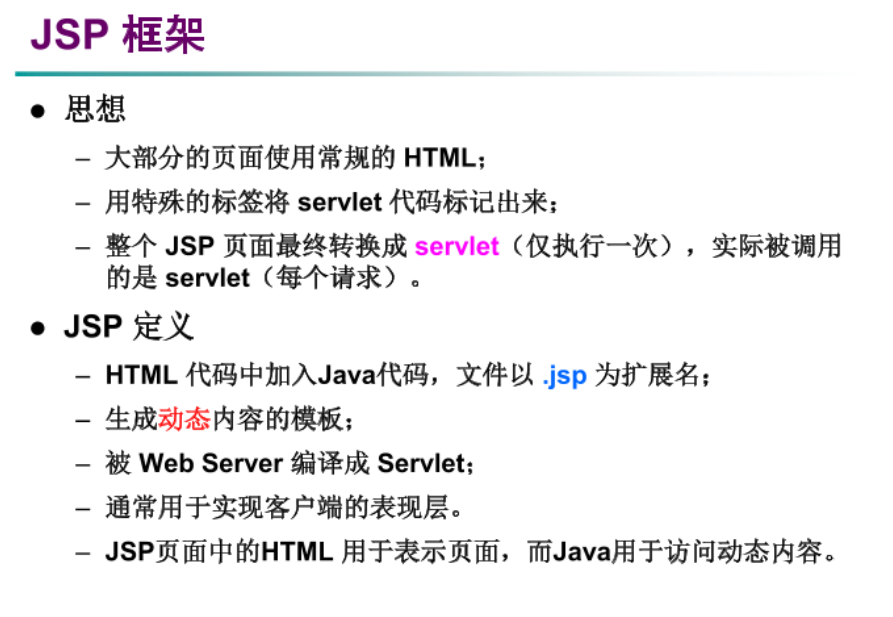 JSP 框架
● 思想
– 大部分的页面使用常规的 HTML；
– 用特殊的标签将 servlet 代码标记出来；
– 整个 JSP 页面最终转换成 servlet（仅执行一次），实际被调用
的是 servlet（每个请求）。
● JSP 定义
– HTML 代码中加入Java代码，文件以 .jsp 为扩展名；
– 生成动态内容的模板；
– 被 Web Server 编译成 Servlet；
– 通常用于实现客户端的表现层。
– JSP页面中的HTML 用于表示页面，而Java用于访问动态内容。